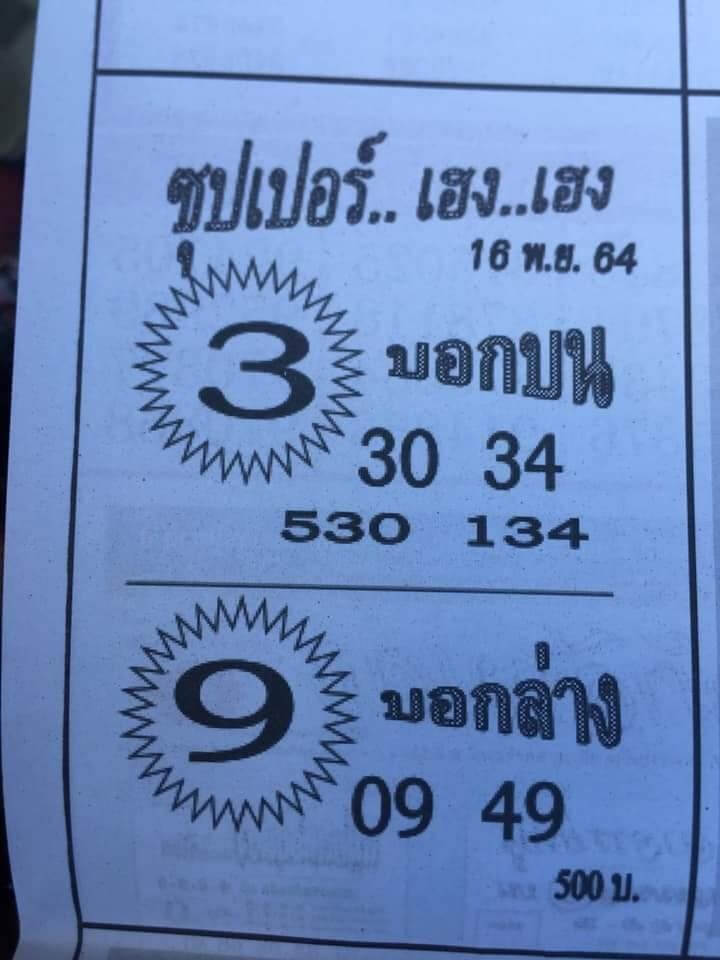 ซุปเปอร์.. เฮง..เฮง
16 พ.ย. 64
3 บอกบน
30 34
530 134
9 บอกล่าง
09 49
500 บ.